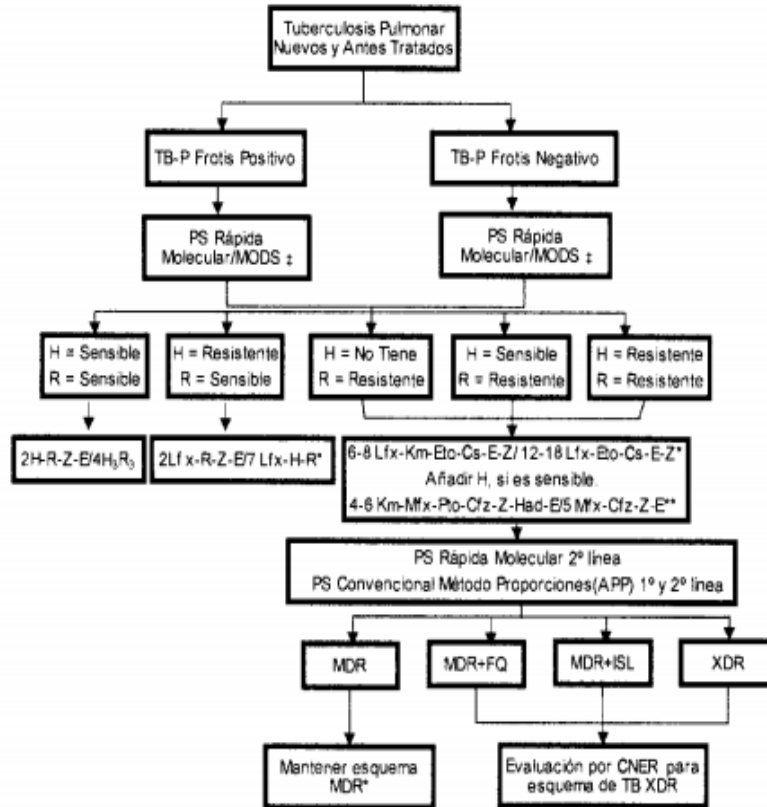 Tuberculosis Pulmonar
Nuevos y Antes Tratados
TB-P Frotis Positivo
TB-P Frotis Negativo
PS Rápida
Molecular/MODS ‡
PS Rápida
Molecular/MODS ‡
H = Sensible
R = Sensible
H = Resistente
R = Sensible
H = No Tiene
R = Resistente
H = Sensible
R = Resistente
H = Resistente
R = Resistente
2H-R-Z-E/4H₃R₃
2Lfx-R-Z-E/7 Lfx-H-R*
6-8 Lfx-Km-Eto-Cs-E-Z/ 12-18 Lfx-Eto-Cs-E-Z*
Añadir H, si es sensible.
4-6 Km-Mfx-Pto-Cfz-Z-Had-E/5 Mfx-Cfz-Z-E**
PS Rápida Molecular 2º línea
PS Convencional Método Proporciones(APP) 1º y 2º línea
MDR
MDR+FQ
MDR+ISL
XDR
Mantener esquema
MDR*
Evaluación por CNER para
esquema de TB XDR